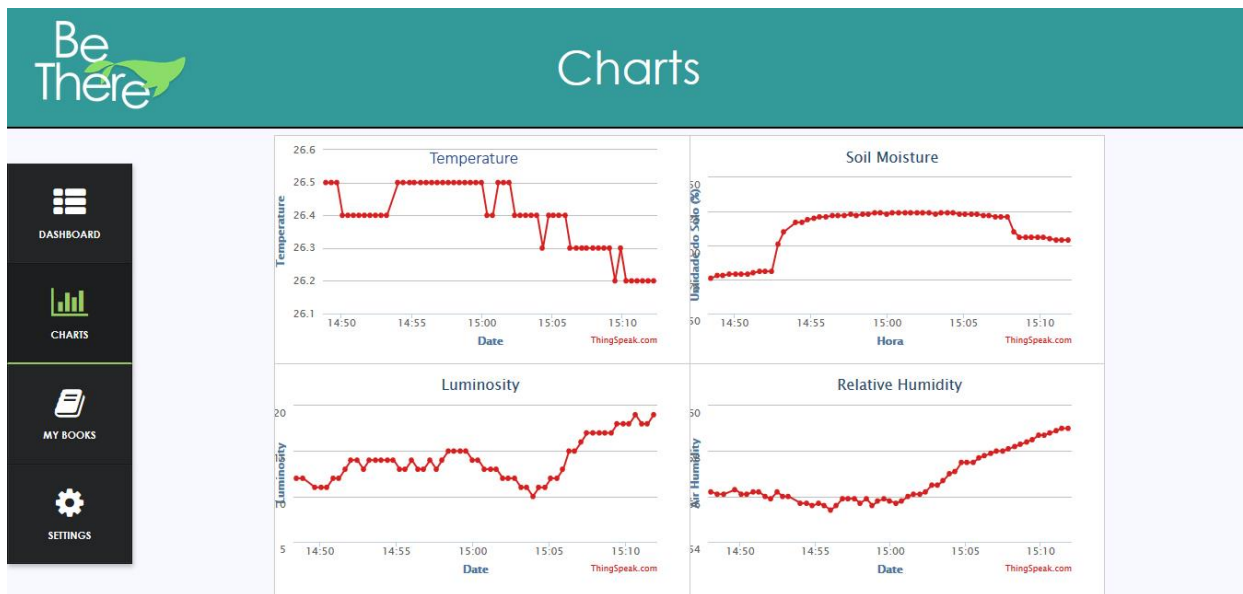 Be
There
Charts
DASHBOARD
CHARTS
MY BOOKS
SETTINGS
Temperature
Temperature
26.6
26.5
26.4
26.3
26.2
26.1
14:50 14:55 15:00 15:05 15:10
Date
ThingSpeak.com
Soil Moisture
50
14:50 14:55 15:00 15:05 15:10
Hora
ThingSpeak.com
Luminosity
Luminosity
20
10
5
14:50 14:55 15:00 15:05 15:10
Date
ThingSpeak.com
Relative Humidity
Air Humidity
54
14:50 14:55 15:00 15:05 15:10
Date
ThingSpeak.com